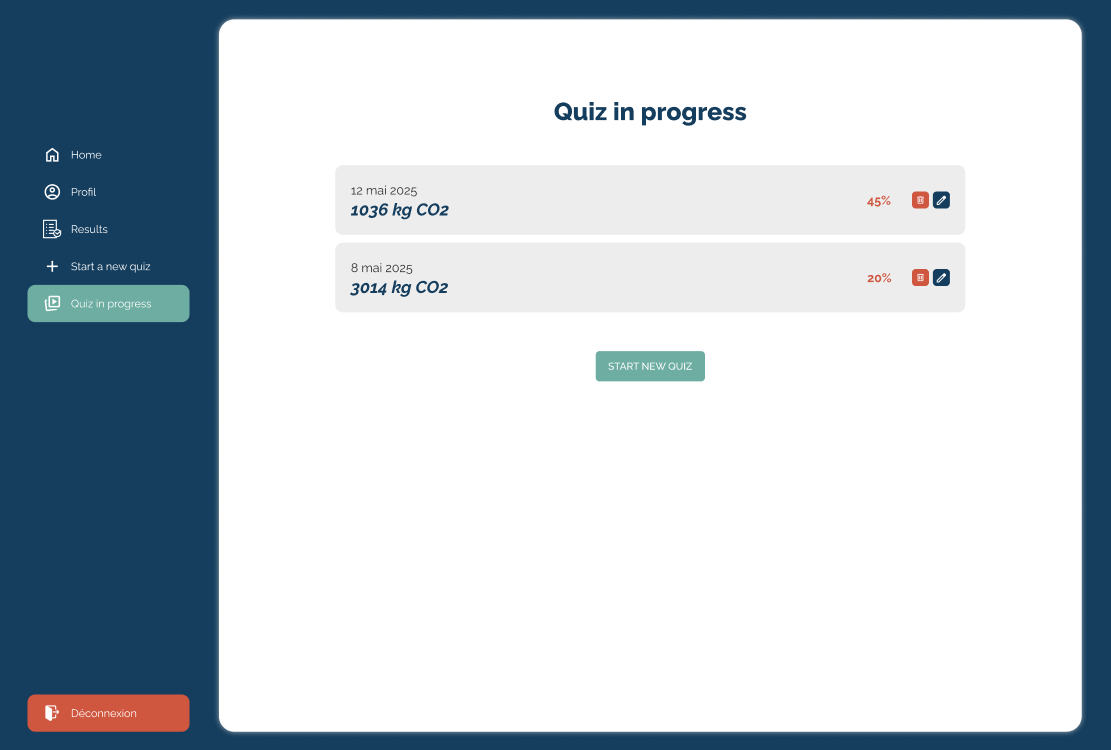 Home
Profil
Results
Start a new quiz
Quiz in progress
Déconnexion
Quiz in progress
12 mai 2025
1036 kg CO2
45%
8 mai 2025
3014 kg CO2
20%
START NEW QUIZ